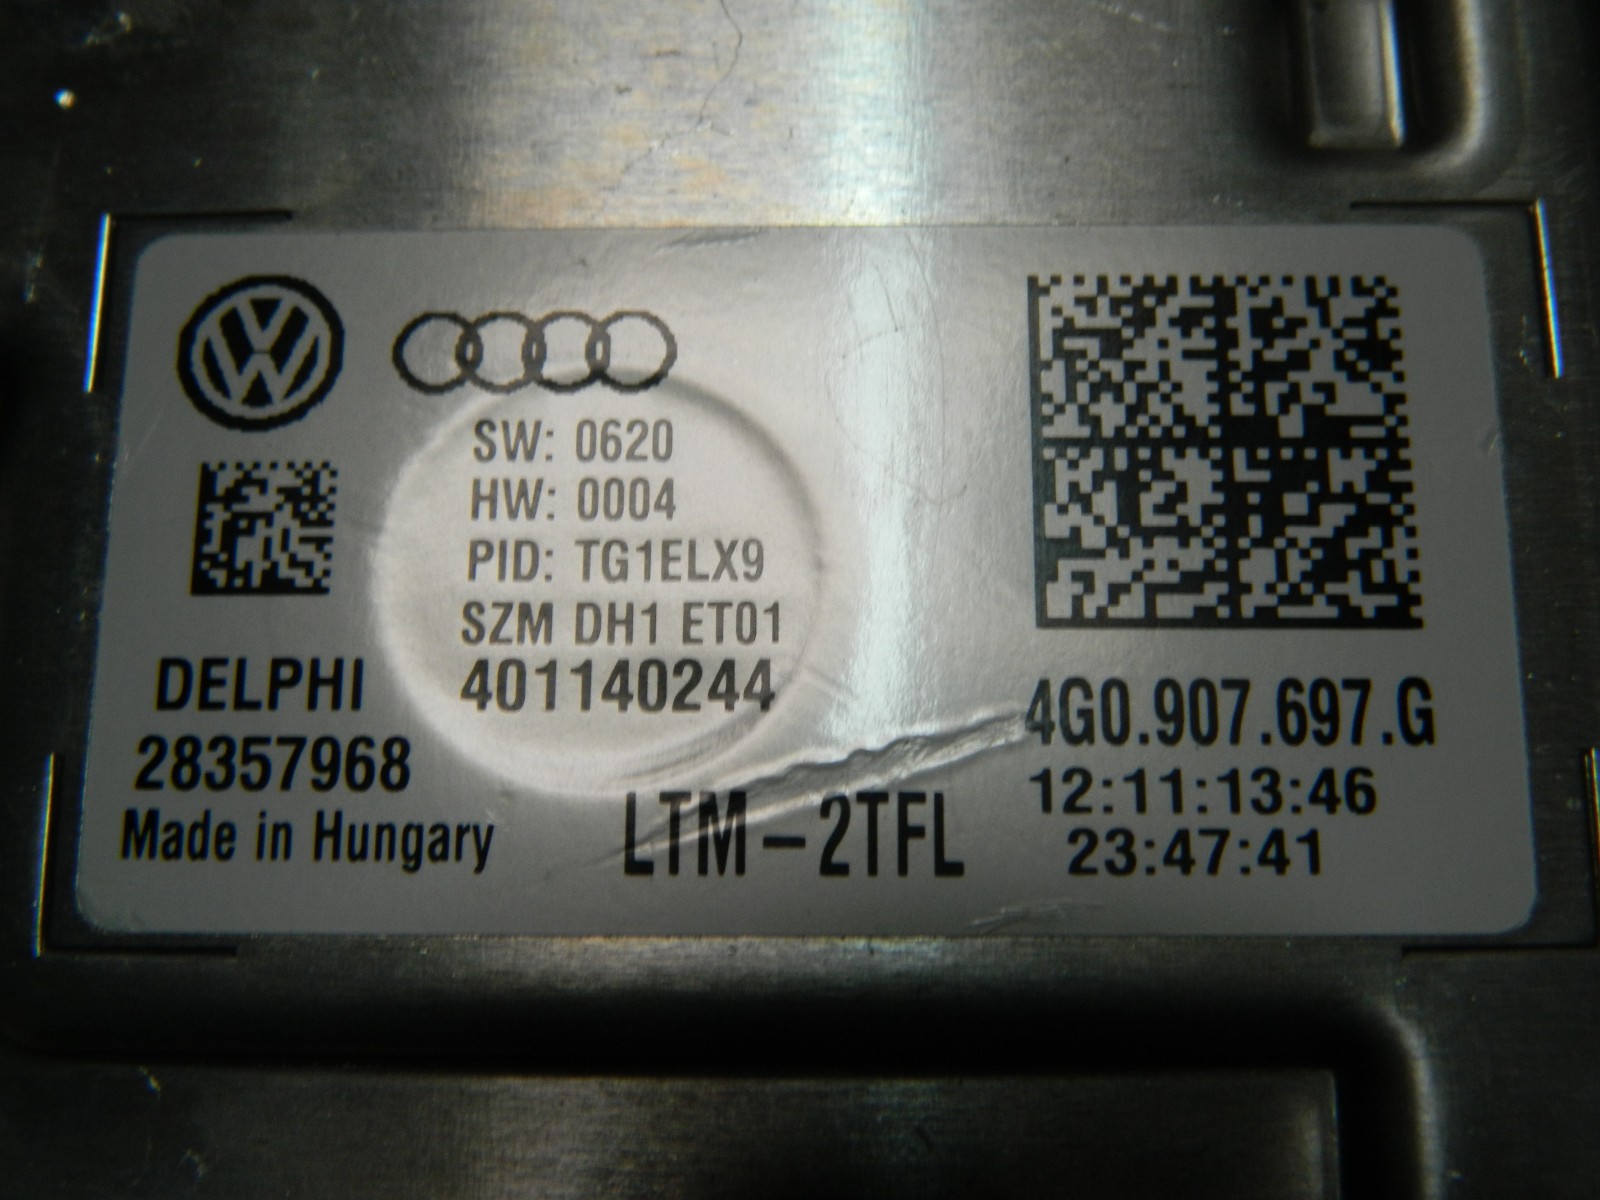 SW: 0620
HW: 0004
PID: TG1ELX9
SZM DH1 ET01
401140244
DELPHI
28357968
Made in Hungary
LTM-2TFL
4G0.907.697.G
12:11:13:46
23:47:41